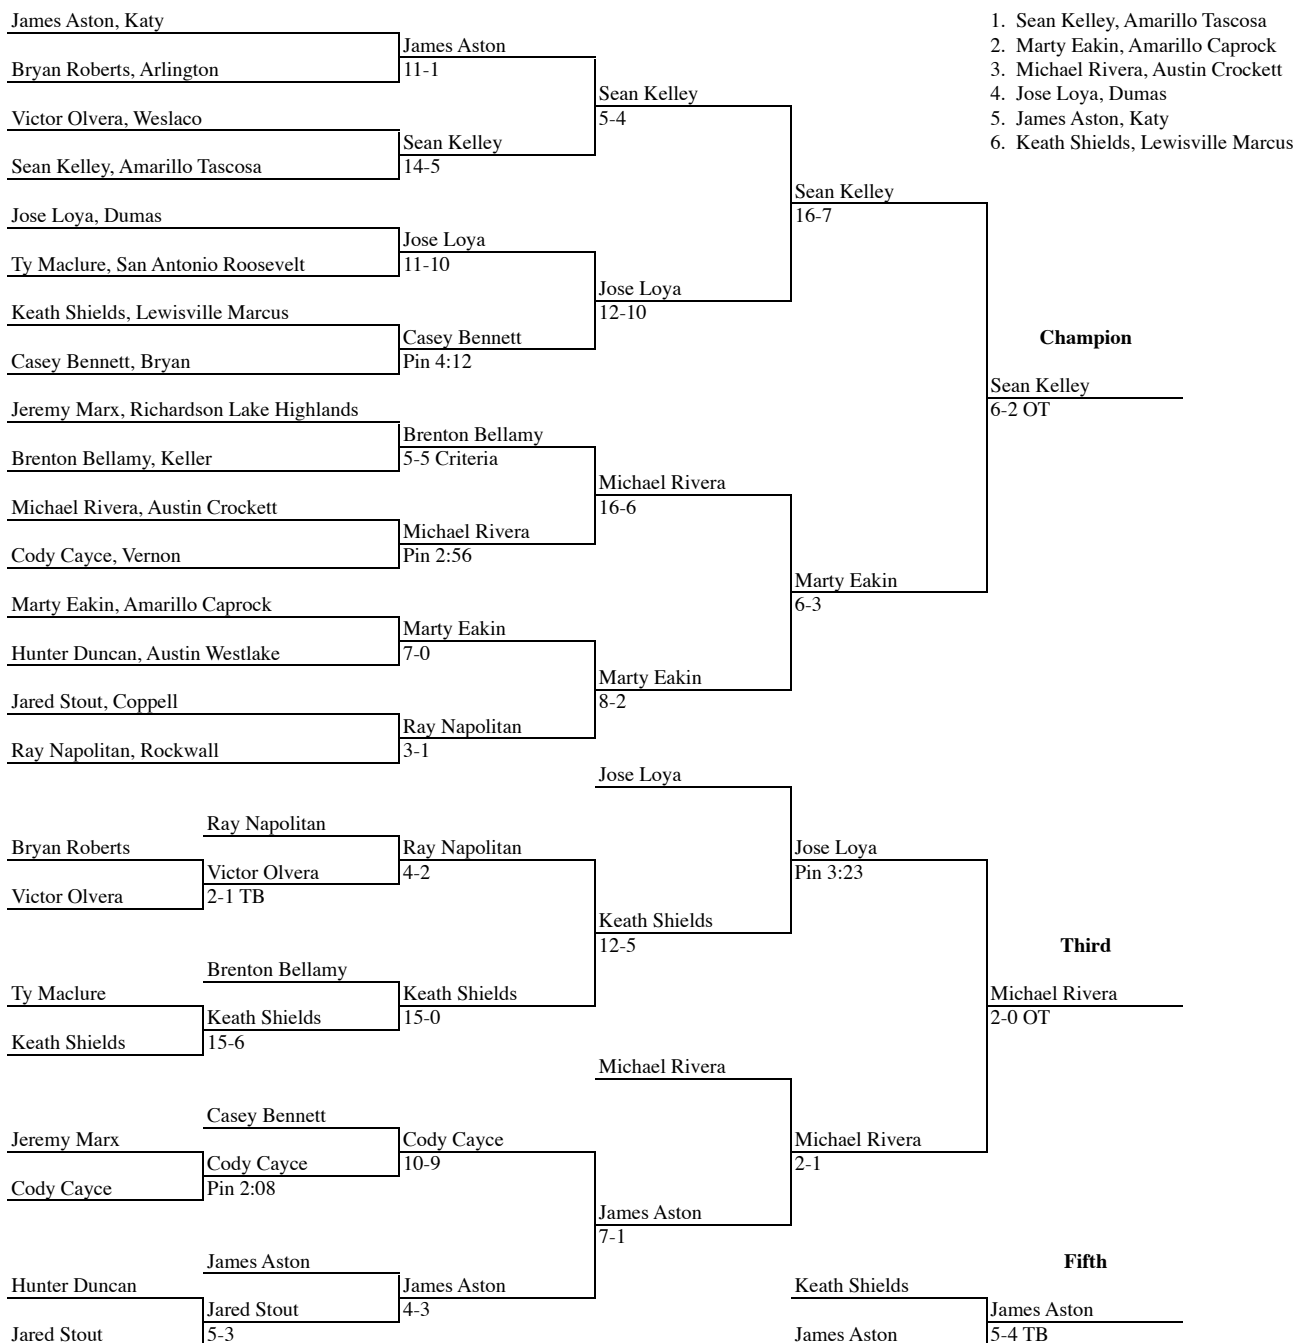 James Aston, Katy
1. Sean Kelley, Amarillo Tascosa
James Aston
2. Marty Eakin, Amarillo Caprock
Bryan Roberts, Arlington
11-1
3. Michael Rivera, Austin Crockett
Sean Kelley
4. Jose Loya, Dumas
Victor Olvera, Weslaco
5-4
5. James Aston, Katy
Sean Kelley
6. Keath Shields, Lewisville Marcus
Sean Kelley, Amarillo Tascosa
14-5
Sean Kelley
Jose Loya, Dumas
16-7
Jose Loya
Ty Maclure, San Antonio Roosevelt
11-10
Jose Loya
Keath Shields, Lewisville Marcus
12-10
Casey Bennett
Champion
Casey Bennett, Bryan
Pin 4:12
Sean Kelley
Jeremy Marx, Richardson Lake Highlands
6-2 OT
Brenton Bellamy
Brenton Bellamy, Keller
5-5 Criteria
Michael Rivera
Michael Rivera, Austin Crockett
16-6
Michael Rivera
Cody Cayce, Vernon
Pin 2:56
Marty Eakin
Marty Eakin, Amarillo Caprock
6-3
Marty Eakin
Hunter Duncan, Austin Westlake
7-0
Marty Eakin
Jared Stout, Coppell
8-2
Ray Napolitan
Ray Napolitan, Rockwall
3-1
Jose Loya
Ray Napolitan
Bryan Roberts
Ray Napolitan
Jose Loya
Victor Olvera
4-2
Pin 3:23
Victor Olvera
2-1 TB
Keath Shields
12-5
Third
Brenton Bellamy
Ty Maclure
Keath Shields
Michael Rivera
Keath Shields
15-0
2-0 OT
Keath Shields
15-6
Michael Rivera
Casey Bennett
Jeremy Marx
Cody Cayce
Michael Rivera
Cody Cayce
10-9
2-1
Cody Cayce
Pin 2:08
James Aston
7-1
James Aston
Fifth
Hunter Duncan
James Aston
Keath Shields
Jared Stout
4-3
James Aston
Jared Stout
5-3
James Aston
5-4 TB